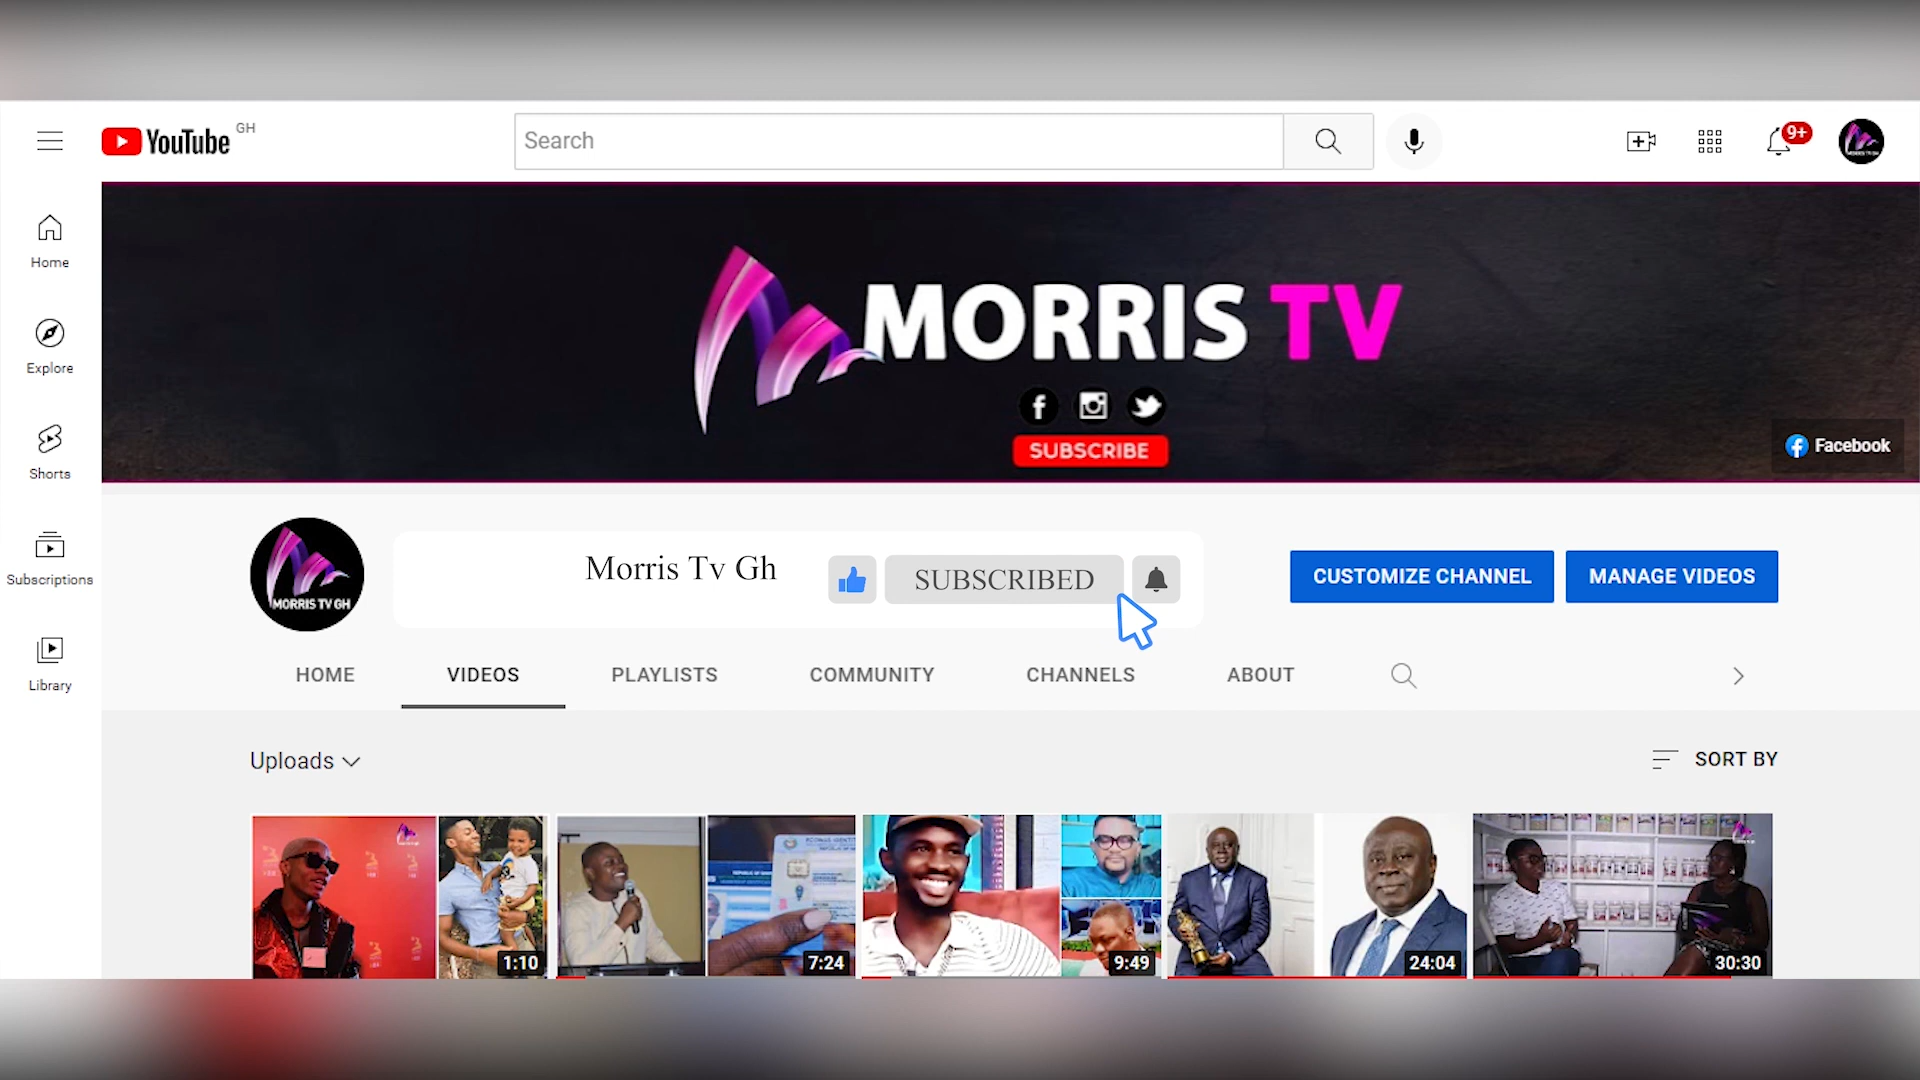 YouTube GH
Search
9+
Home
Explore
Shorts
Subscriptions
Library
MORRIS TV
SUBSCRIBE
Facebook
MORRIS TV GH
Morris Tv Gh
SUBSCRIBED
CUSTOMIZE CHANNEL
MANAGE VIDEOS
HOME
VIDEOS
PLAYLISTS
COMMUNITY
CHANNELS
ABOUT
Uploads
SORT BY
1:10
7:24
9:49
24:04
30:30